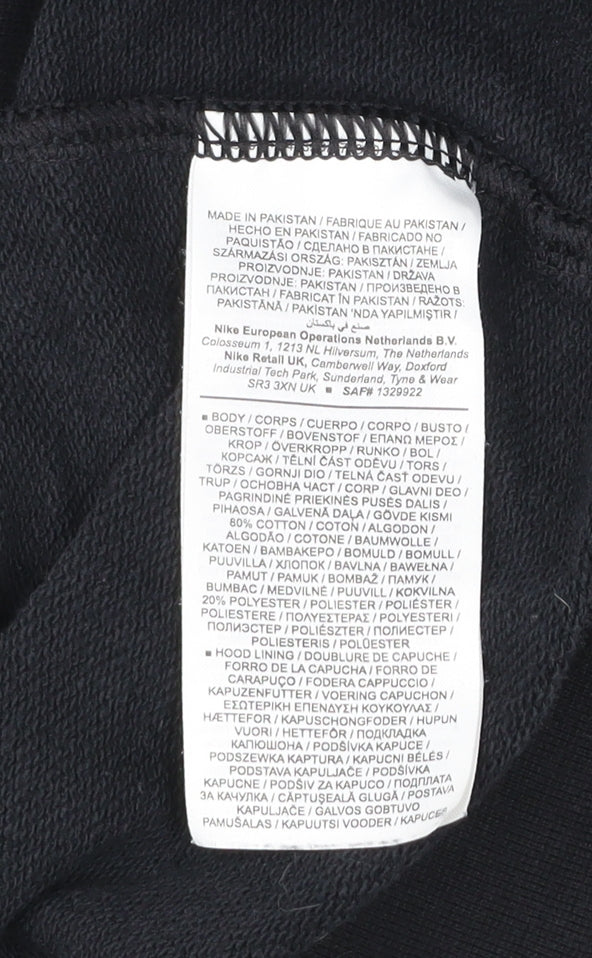 MADE IN PAKISTAN / FABRIQUE AU PAKISTAN /
HECHO EN PAKISTAN / FABRICADO NO
PAQUISTÃO / СДЕЛАНО В ПАКИСТАНЕ /
SZÁRMAZÁSI ORSZÁG: PAKISZTÁN / ZEMLJA
PROIZVODNJE: PAKISTAN / DRŽAVA
PROIZVODNJE: PAKISTAN / ПРОИЗВЕДЕНО В
ПАКИСТАН / FABRICAT ÎN PAKISTAN / RAŽOTS:
PAKISTĀNĀ / PAKISTAN 'NDA YAPILMIŞTIR /
صنع في باكستان
Nike European Operations Netherlands B.V.
Colosseum 1, 1213 NL Hilversum, The Netherlands
Nike Retail UK, Camberwell Way, Doxford
Industrial Tech Park, Sunderland, Tyne & Wear
SR3 3XN UK ■ SAF# 1329922
■ BODY / CORPS / CUERPO / CORPO / BUSTO /
OBERSTOFF / BOVENSTOF / ΕΠΑΝΩ ΜΕΡΟΣ /
KROP / ÖVERKROPP / RUNKO / BOL /
КОРСАЖ / TĚLNÍ ČÁST ODĚVU / TORS /
TÖRZS / GORNJI DIO / TELNÁ ČASŤ ODEVU /
TRUP / ОСНОВНА ЧАСТ / CORP / GLAVNI DEO /
PAGRINDINĖ PRIEKINĖS PUSĖS DALIS /
PIHAOSA / GALVENĀ DAĻA / GÖVDE KISMI
80% COTTON / COTON / ALGODON /
ALGODÃO / COTONE / BAUMWOLLE /
KATOEN / ΒΑΜΒΑΚΕΡΟ / BOMULD / BOMULL /
PUUVILLA / ХЛОПОК / BAVLNA / BAWEŁNA /
PAMUT / PAMUK / BOMBAŽ / ПАМУК /
BUMBAC / MEDVILNĖ / PUUVILL / KOKVILNA
20% POLYESTER / POLIESTER / POLIÉSTER /
POLIESTERE / ΠΟΛΥΕΣΤΕΡΑΣ / POLYESTERI /
ПОЛИЭСТЕР / POLIÉSZTER / ПОЛИЕСТЕР /
POLIESTERIS / POLÜESTER
■ HOOD LINING / DOUBLURE DE CAPUCHE /
FORRO DE LA CAPUCHA / FORRO DE
CARAPUÇO / FODERA CAPPUCCIO /
KAPUZENFUTTER / VOERING CAPUCHON /
ΕΣΩΤΕΡΙΚΗ ΕΠΕΝΔΥΣΗ ΚΟΥΚΟΥΛΑΣ /
HÆTTEFOR / KAPUSCHONGFODER / HUPUN
VUORI / HETTEFÔR / ПОДКЛАДКА
КАПЮШОНА / PODŠÍVKA KAPUCE /
PODSZEWKA KAPTURA / KAPUCNI BÉLÉS /
PODSTAVA KAPULJAČE / PODŠÍVKA
KAPUCNE / PODŠIV ZA KAPUCO / ПОДПЛАТА
ЗА КАЧУЛКА / CĂPTUŞEALĂ GLUGĂ / POSTAVA
KAPULJAČE / GALVOS GOBTUVO
PAMUŠALAS / KAPUUTSI VOODER / KAPUCES